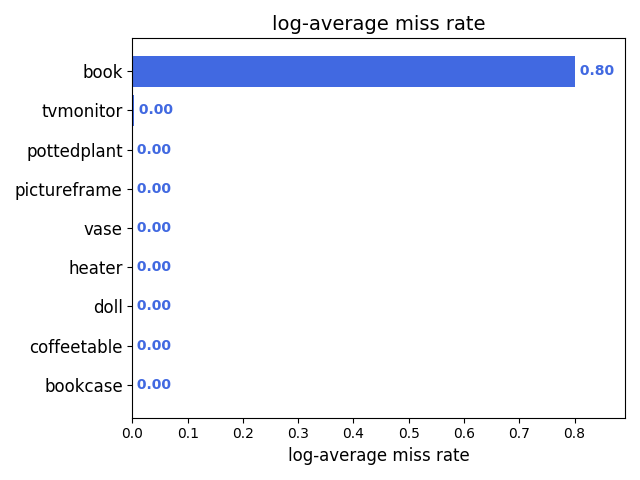 log-average miss rate
book 0.80
tvmonitor 0.00
pottedplant 0.00
pictureframe 0.00
vase 0.00
heater 0.00
doll 0.00
coffeetable 0.00
bookcase 0.00
0.0 0.1 0.2 0.3 0.4 0.5 0.6 0.7 0.8
log-average miss rate